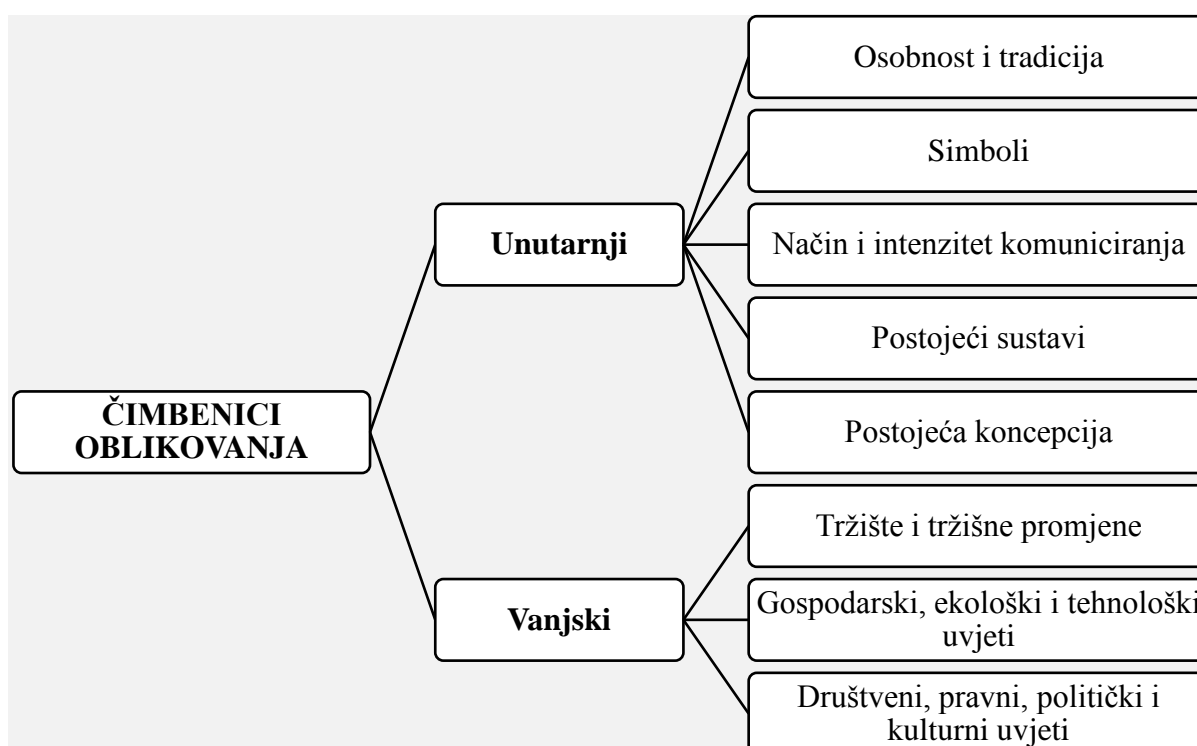 Osobnost i tradicija
Simboli
Unutarnji
Način i intenzitet komuniciranja
Postojeći sustavi
ČIMBENICI
OBLIKOVANJA
Postojeća koncepcija
Tržište i tržišne promjene
Vanjski
Gospodarski, ekološki i tehnološki
uvjeti
Društveni, pravni, politički i
kulturni uvjeti